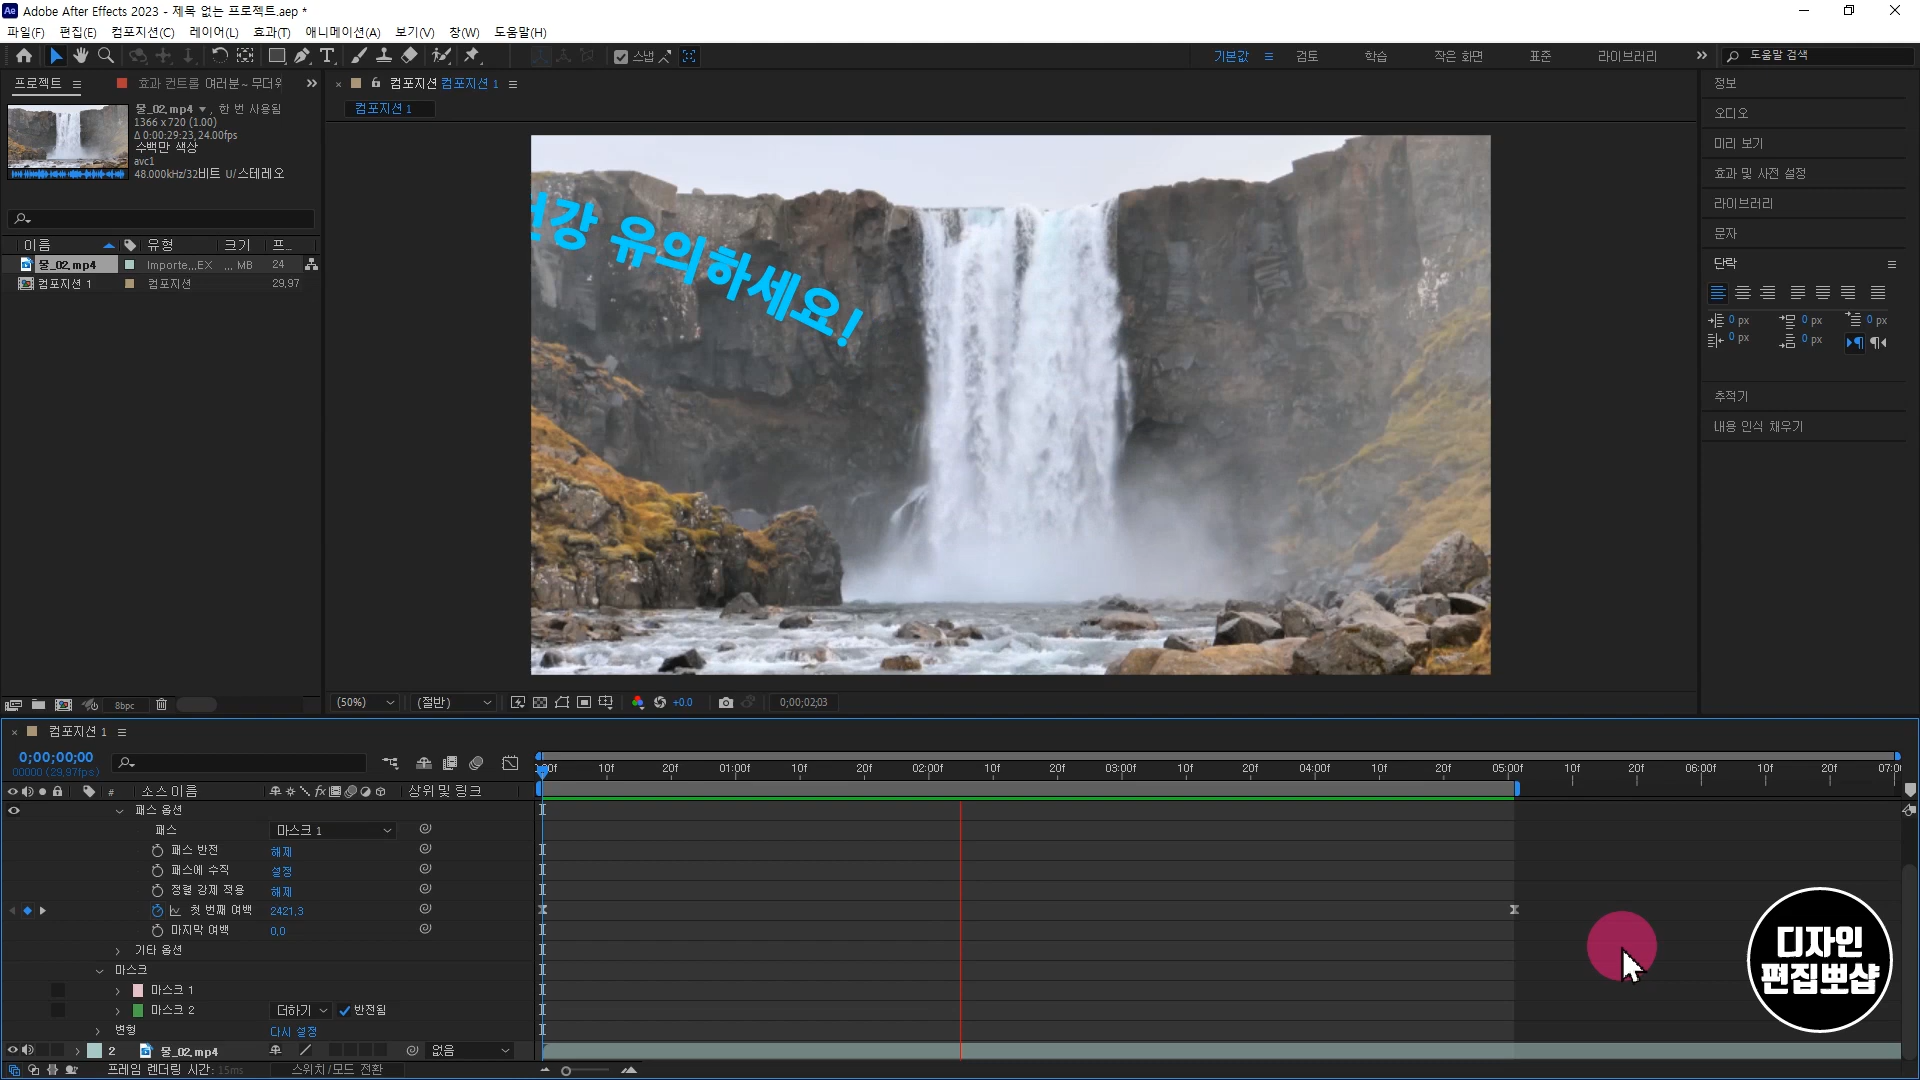 Adobe After Effects 2023 - 제목 없는 프로젝트.aep *
파일(F) 편집(E) 컴포지션(C) 레이어(L) 효과(T) 애니메이션(A) 보기(V) 창(W) 도움말(H)
스냅 기본값 검토 학습 작은 화면 표준 라이브러리 도움말 검색
프로젝트 효과 컨트롤 여러분~ 무더우
물_02.mp4 , 한 번 사용됨
1366 x 720 (1.00)
Δ 0:00:29:23, 24.00fps
수백만 색상
avc1
48.000kHz/32비트 U/스테레오
이름 유형 크기 프...
물_02.mp4 Importe...EX ... MB 24
컴포지션 1 컴포지션 29,97
8bpc
컴포지션 컴포지션 1
컴포지션 1
건강 유의하세요!
(50%) (절반) +0.0 0;00;02;03
정보
오디오
미리 보기
효과 및 사전 설정
라이브러리
문자
단락
0 px 0 px 0 px
0 px 0 px
추적기
내용 인식 채우기
컴포지션 1
0;00;00;00
00000 (29,97fps)
:00f 10f 20f 01:00f 10f 20f 02:00f 10f 20f 03:00f 10f 20f 04:00f 10f 20f 05:00f 10f 20f 06:00f 10f 20f 07:0
# 소스 이름 fx 상위 및 링크
패스 옵션
패스 마스크 1
패스 반전 해제
패스에 수직 설정
정렬 강제 적용 해제
첫 번째 여백 2421,3
마지막 여백 0,0
기타 옵션
마스크
마스크 1
마스크 2 더하기 반전됨
변형 다시 설정
2 물_02.mp4 없음
프레임 렌더링 시간: 15ms 스위치/모드 전환
디자인
편집뽀샵